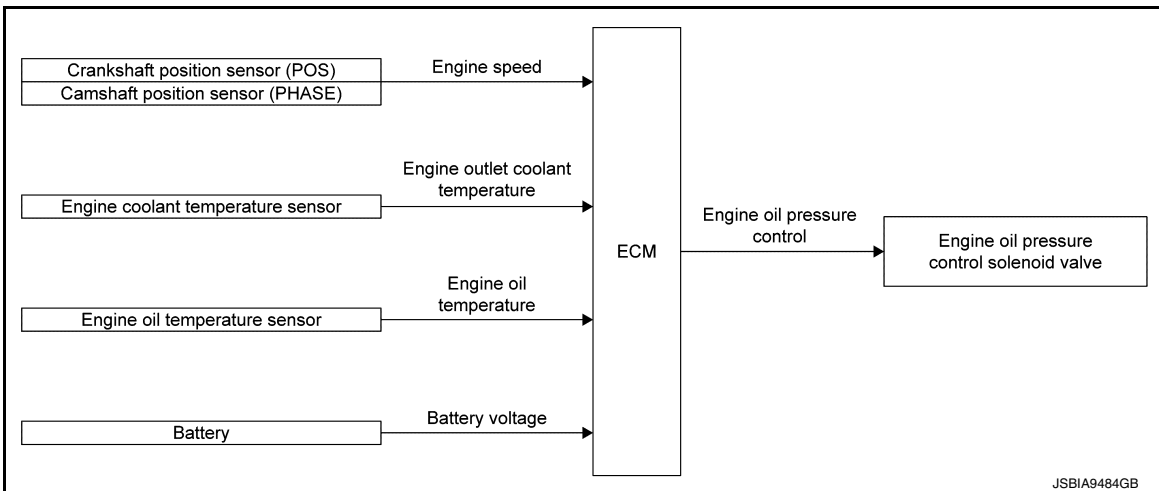 Crankshaft position sensor (POS)
Camshaft position sensor (PHASE)
Engine speed
Engine coolant temperature sensor
Engine outlet coolant
temperature
Engine oil temperature sensor
Engine oil
temperature
Battery
Battery voltage
ECM
Engine oil pressure
control
Engine oil pressure
control solenoid valve
JSBIA9484GB